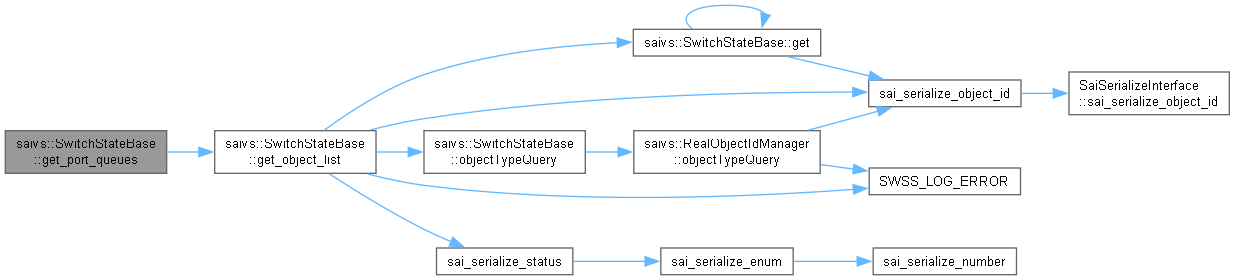 saivs::SwitchStateBase
::get_port_queues
saivs::SwitchStateBase
::get_object_list
saivs::SwitchStateBase::get
saivs::SwitchStateBase
::objectTypeQuery
sai_serialize_status
saivs::RealObjectIdManager
::objectTypeQuery
sai_serialize_enum
sai_serialize_object_id
SWSS_LOG_ERROR
sai_serialize_number
SaiSerializeInterface
::sai_serialize_object_id